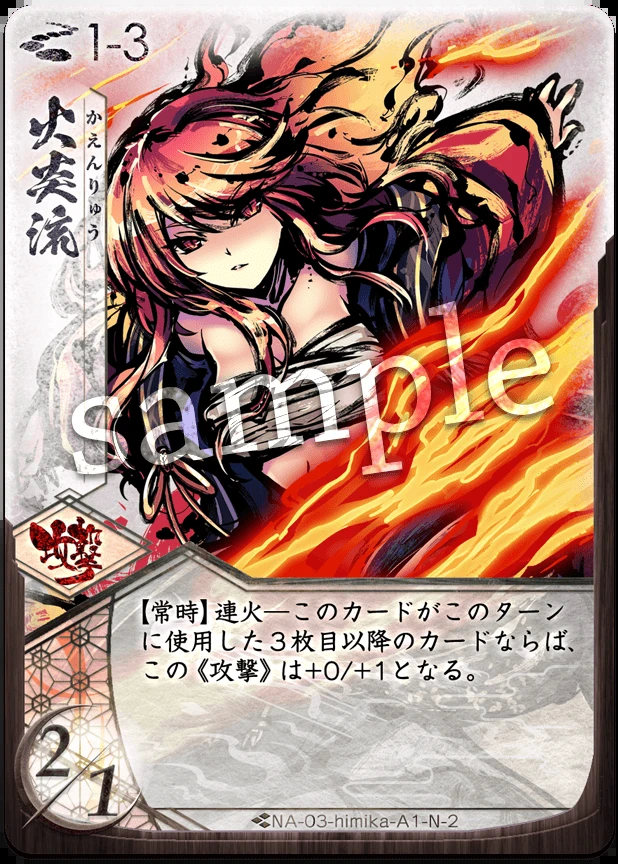 1-3
火炎流
かえんりゅう
sample
攻撃
【常時】連火─このカードがこのターン
に使用した3枚目以降のカードならば、
この《攻撃》は+0/+1となる。
2/1
NA-03-himika-A1-N-2